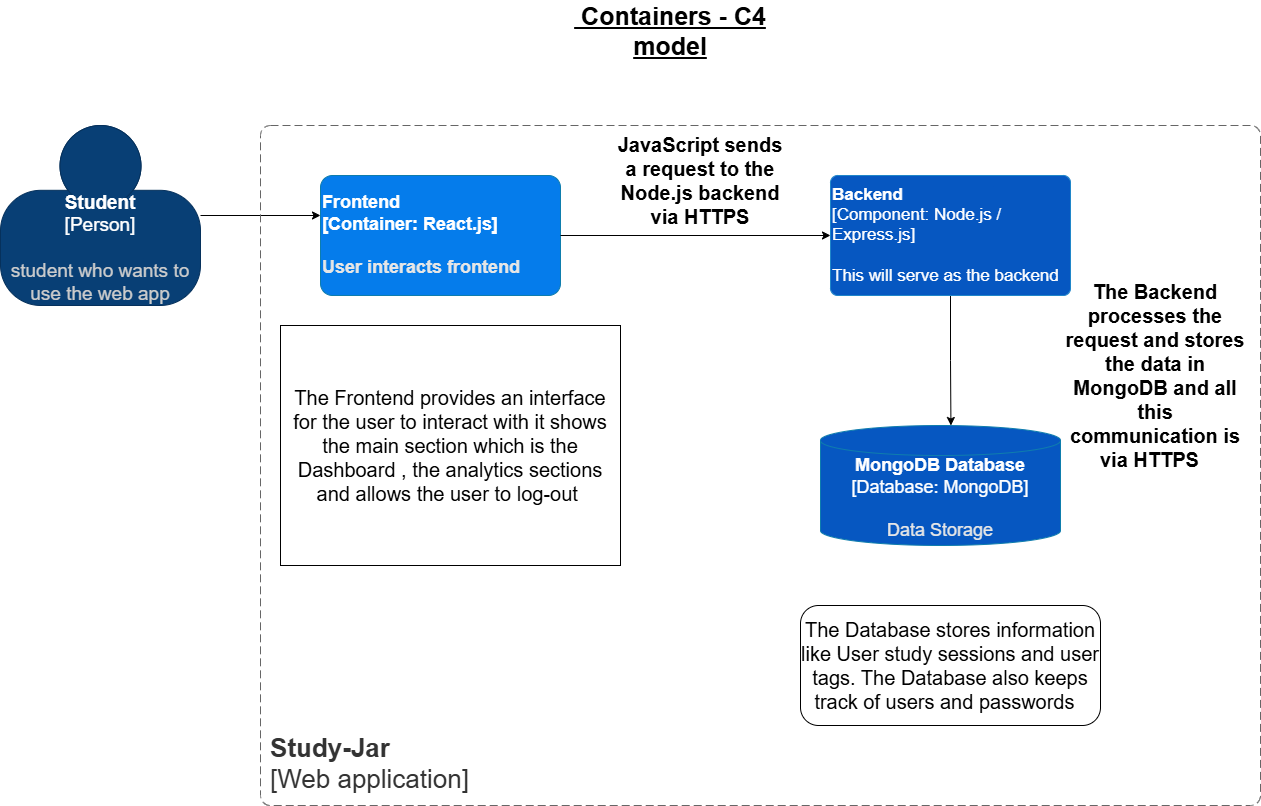 Containers - C4
model
Student
[Person]
student who wants to
use the web app
Frontend
[Container: React.js]
User interacts frontend
JavaScript sends
a request to the
Node.js backend
via HTTPS
Backend
[Component: Node.js /
Express.js]
This will serve as the backend
The Backend
processes the
request and stores
the data in
MongoDB and all
this
communication is
via HTTPS
The Frontend provides an interface
for the user to interact with it shows
the main section which is the
Dashboard , the analytics sections
and allows the user to log-out
MongoDB Database
[Database: MongoDB]
Data Storage
The Database stores information
like User study sessions and user
tags. The Database also keeps
track of users and passwords
Study-Jar
[Web application]